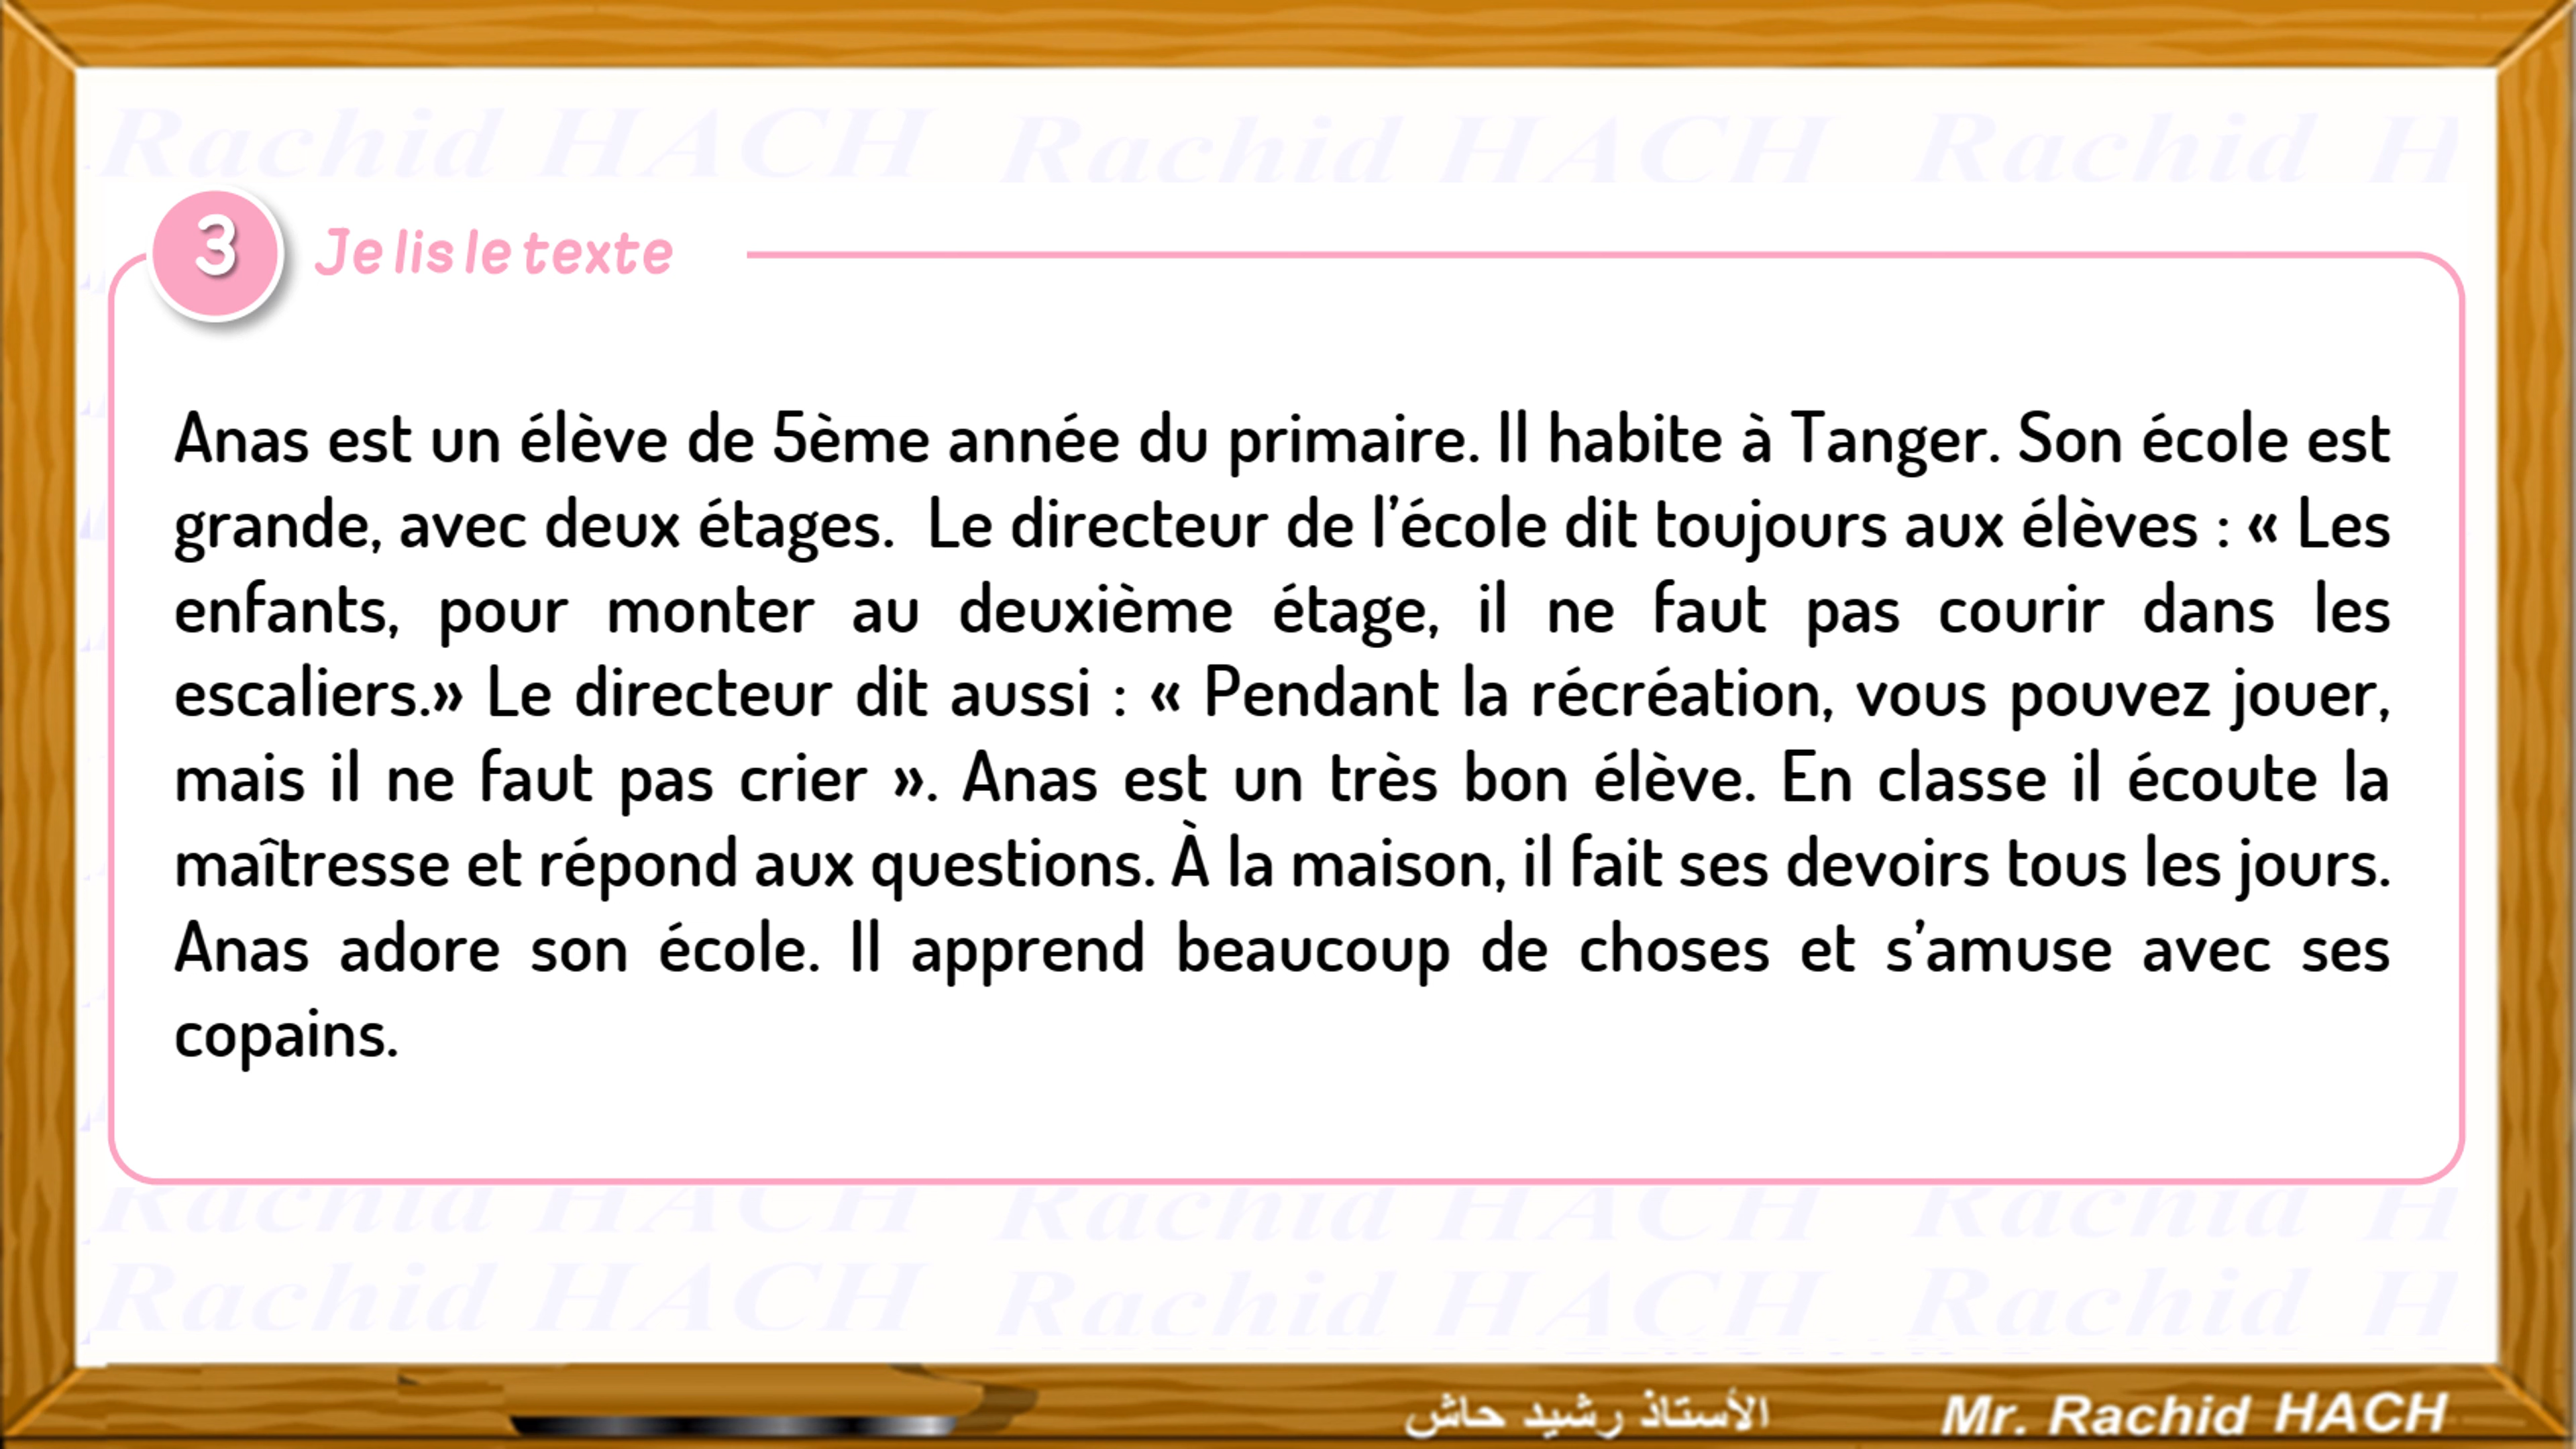 Rachid HACH Rachid HACH Rachid H
3 Je lis le texte
Anas est un élève de 5ème année du primaire. Il habite à Tanger. Son école est
grande, avec deux étages. Le directeur de l’école dit toujours aux élèves : « Les
enfants, pour monter au deuxième étage, il ne faut pas courir dans les
escaliers.» Le directeur dit aussi : « Pendant la récréation, vous pouvez jouer,
mais il ne faut pas crier ». Anas est un très bon élève. En classe il écoute la
maîtresse et répond aux questions. À la maison, il fait ses devoirs tous les jours.
Anas adore son école. Il apprend beaucoup de choses et s’amuse avec ses
copains.
Rachid HACH Rachid HACH Rachid H
Rachid HACH Rachid HACH Rachid H
الأستاذ رشيد حاش Mr. Rachid HACH